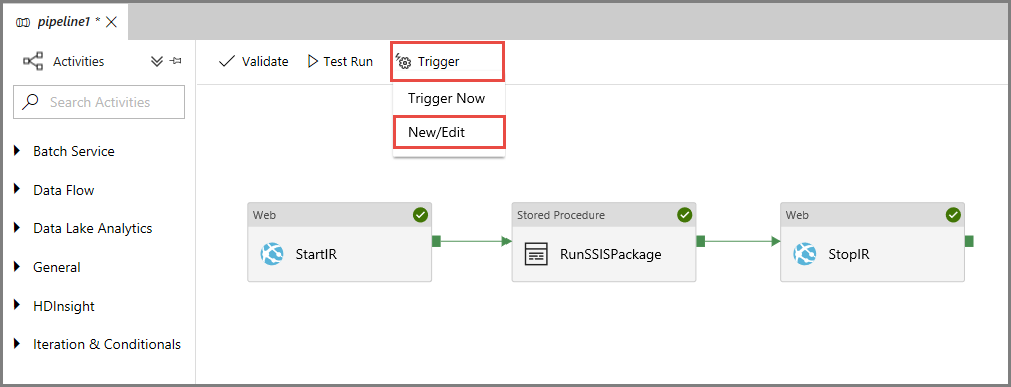 pipeline1 *
Activities
Search Activities
Batch Service
Data Flow
Data Lake Analytics
General
HDInsight
Iteration & Conditionals
Validate
Test Run
Trigger
Trigger Now
New/Edit
Web
StartIR
Stored Procedure
RunSSISPackage
Web
StopIR